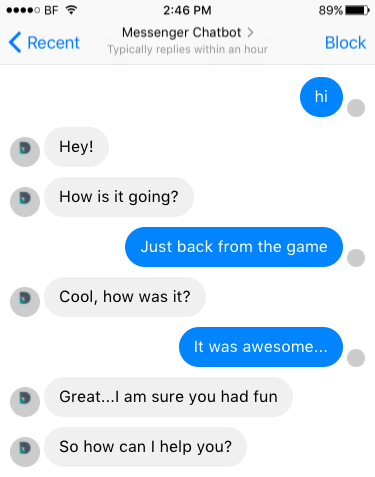 BF 2:46 PM 89%
Recent Messenger Chatbot Block
Typically replies within an hour
hi
Hey!
How is it going?
Just back from the game
Cool, how was it?
It was awesome...
Great...I am sure you had fun
So how can I help you?